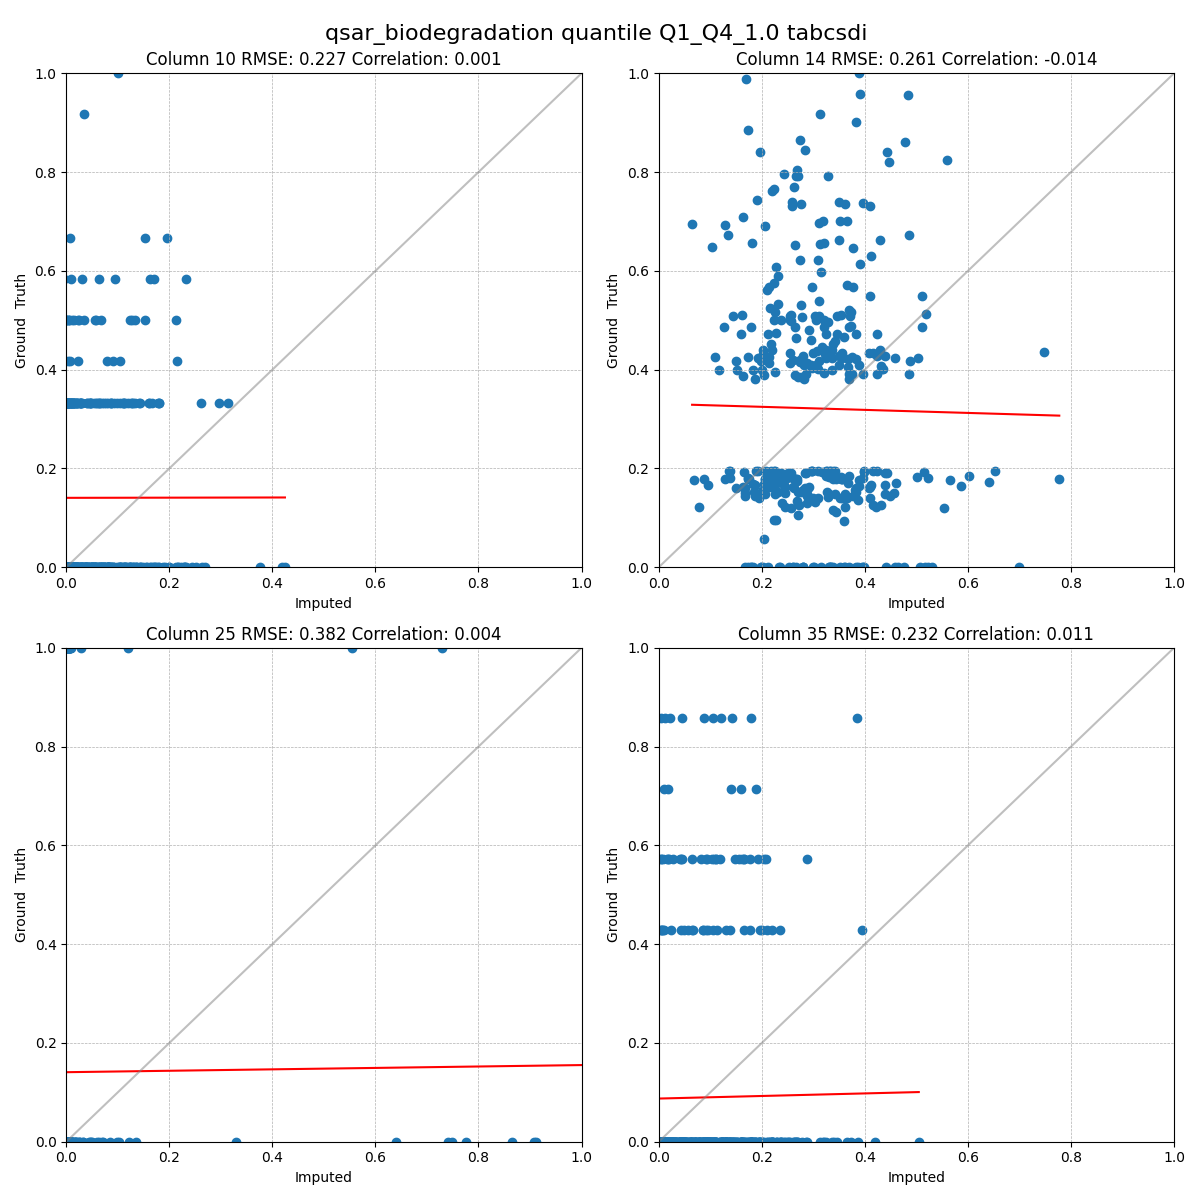 qsar_biodegradation quantile Q1_Q4_1.0 tabcsdi
Column 10 RMSE: 0.227 Correlation: 0.001
1.0
0.8
0.6
0.4
0.2
0.0
Ground Truth
0.0 0.2 0.4 0.6 0.8 1.0
Imputed
Column 14 RMSE: 0.261 Correlation: -0.014
1.0
0.8
0.6
0.4
0.2
0.0
Ground Truth
0.0 0.2 0.4 0.6 0.8 1.0
Imputed
Column 25 RMSE: 0.382 Correlation: 0.004
1.0
0.8
0.6
0.4
0.2
0.0
Ground Truth
0.0 0.2 0.4 0.6 0.8 1.0
Imputed
Column 35 RMSE: 0.232 Correlation: 0.011
1.0
0.8
0.6
0.4
0.2
0.0
Ground Truth
0.0 0.2 0.4 0.6 0.8 1.0
Imputed